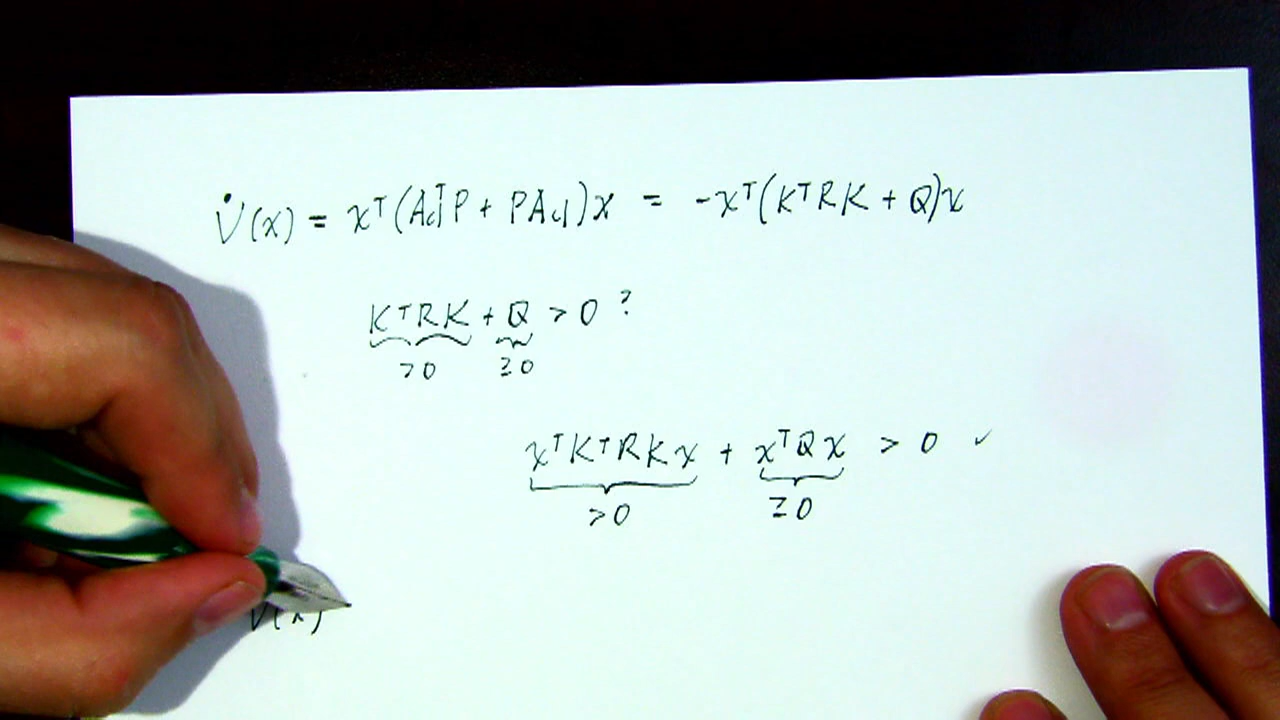 V̇(x) = xᵀ(A_clᵀP + PA_cl)x = -xᵀ(KᵀRK + Q)x
KᵀRK + Q > 0 ?
>0 ≥0
xᵀKᵀRKx + xᵀQx > 0 ✓
>0 ≥0
V(x)